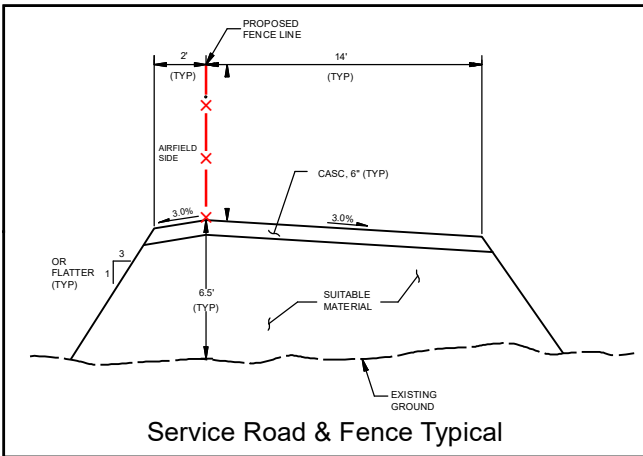 PROPOSED
FENCE LINE
2'
(TYP)
14'
(TYP)
AIRFIELD
SIDE
CASC, 6" (TYP)
3.0%
3.0%
OR
FLATTER
(TYP)
3
1
6.5'
(TYP)
SUITABLE
MATERIAL
EXISTING
GROUND
Service Road & Fence Typical